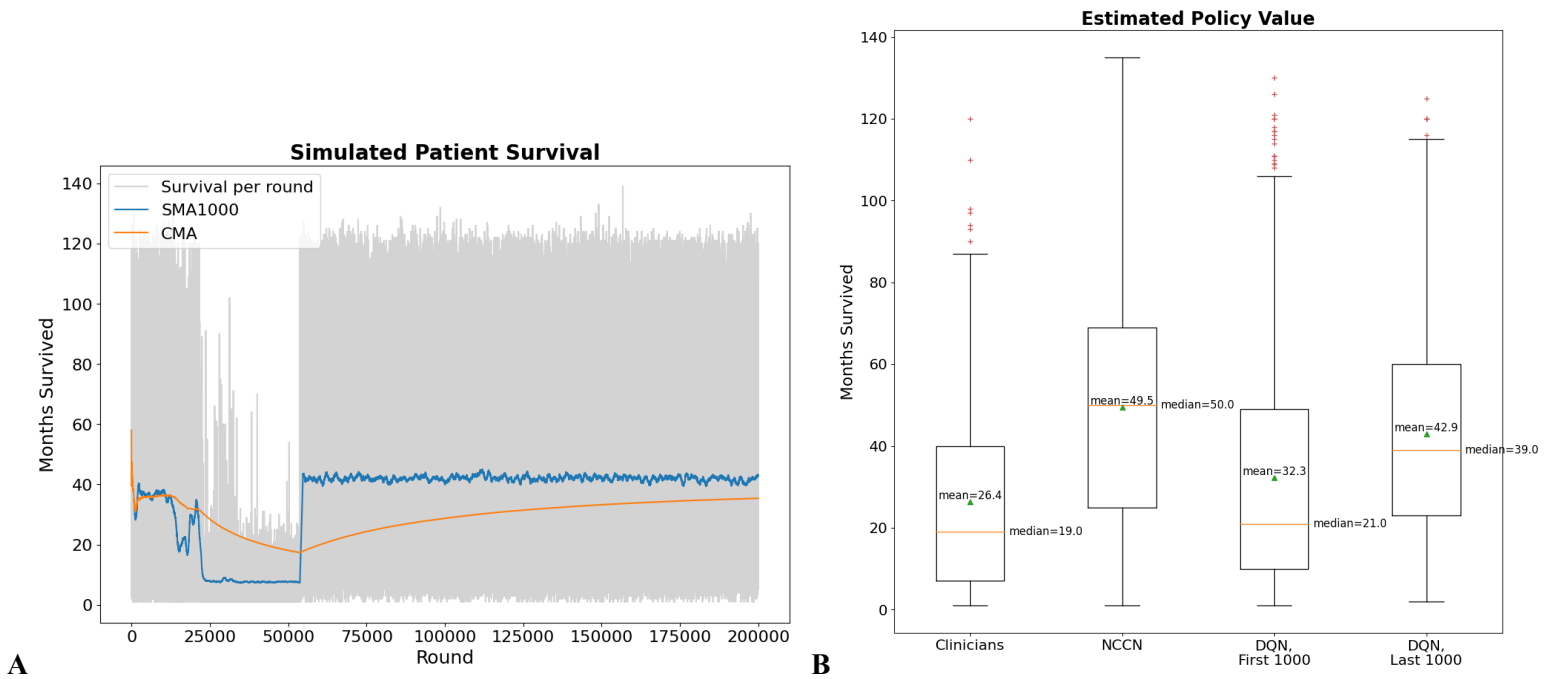 Simulated Patient Survival
Survival per round
SMA1000
CMA
Months Survived
140
120
100
80
60
40
20
0
0 25000 50000 75000 100000 125000 150000 175000 200000
Round
A
Estimated Policy Value
Months Survived
140
120
100
80
60
40
20
0
mean=26.4
median=19.0
mean=49.5
median=50.0
mean=32.3
median=21.0
mean=42.9
median=39.0
Clinicians
NCCN
DQN,
First 1000
DQN,
Last 1000
B